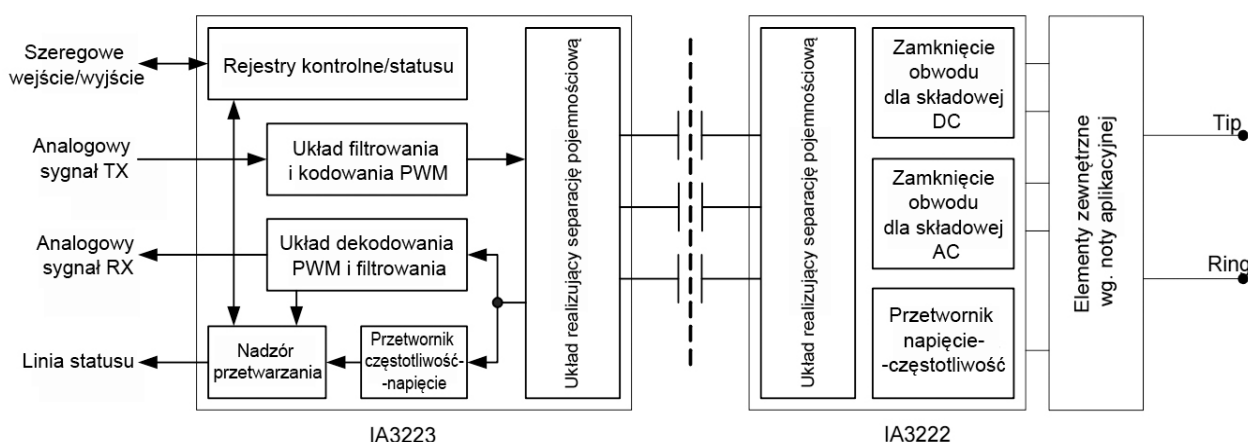 Szeregowe
wejście/wyjście
Analogowy
sygnał TX
Analogowy
sygnał RX
Linia statusu
Rejestry kontrolne/statusu
Układ filtrowania
i kodowania PWM
Układ dekodowania
PWM i filtrowania
Nadzór
przetwarzania
Przetwornik
częstotliwość-
-napięcie
Układ realizujący separację pojemnościową
IA3223
Układ realizujący separację pojemnościową
Zamknięcie
obwodu
dla składowej
DC
Zamknięcie
obwodu
dla składowej
AC
Przetwornik
napięcie-
-częstotliwość
IA3222
Elementy zewnętrzne
wg. noty aplikacyjnej
Tip
Ring